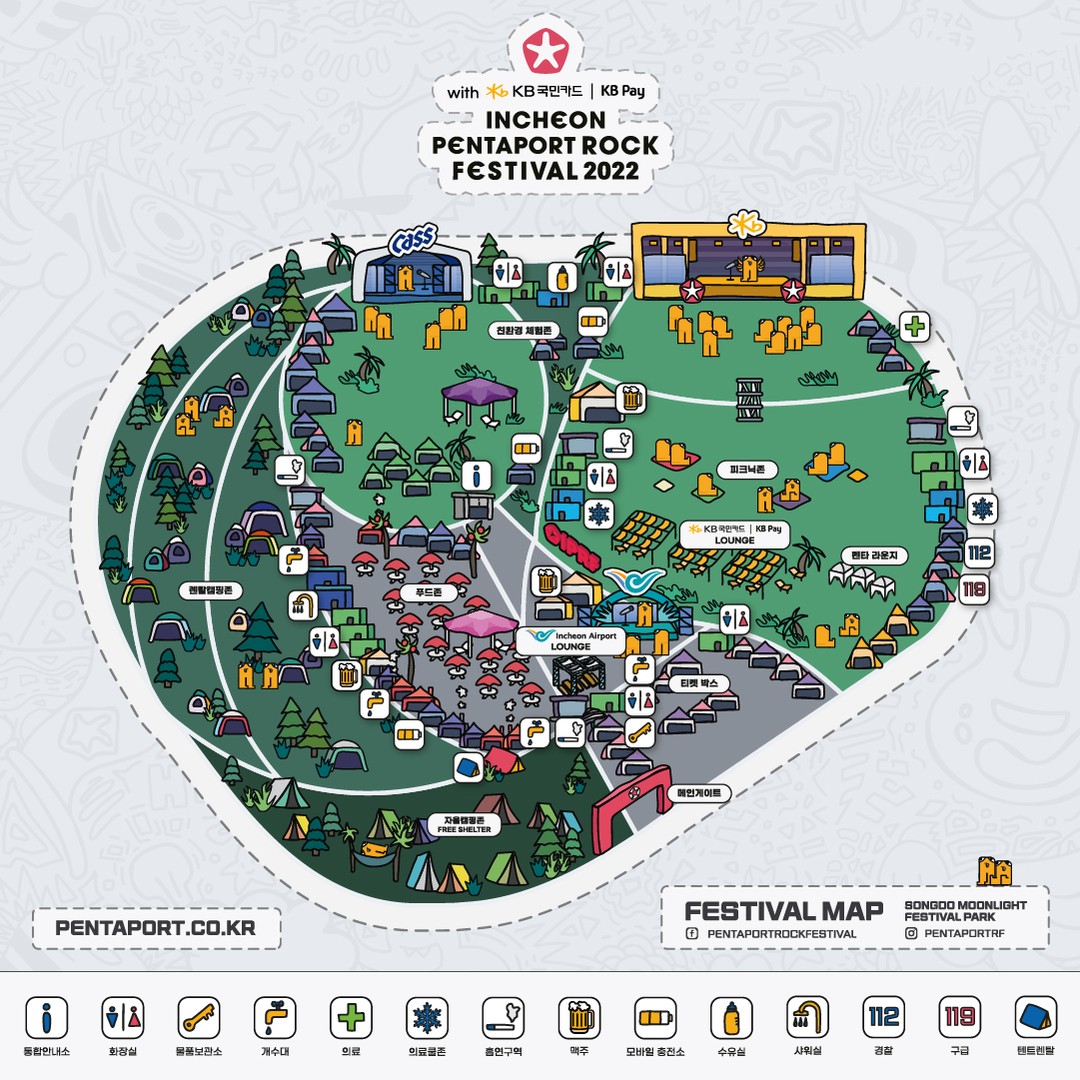 with KB국민카드 | KB Pay
INCHEON
PENTAPORT ROCK
FESTIVAL 2022
cass
친환경 체험존
피크닉존
KB국민카드 | KB Pay
LOUNGE
펜타 라운지
112
119
렌탈캠핑존
푸드존
Incheon Airport
LOUNGE
티켓 박스
메인게이트
자율캠핑존
FREE SHELTER
PENTAPORT.CO.KR
FESTIVAL MAP
SONGDO MOONLIGHT
FESTIVAL PARK
PENTAPORTROCKFESTIVAL
PENTAPORTRF
112
119
통합안내소
화장실
물품보관소
개수대
의료
의료쿨존
흡연구역
맥주
모바일 충전소
수유실
샤워실
경찰
구급
텐트렌탈